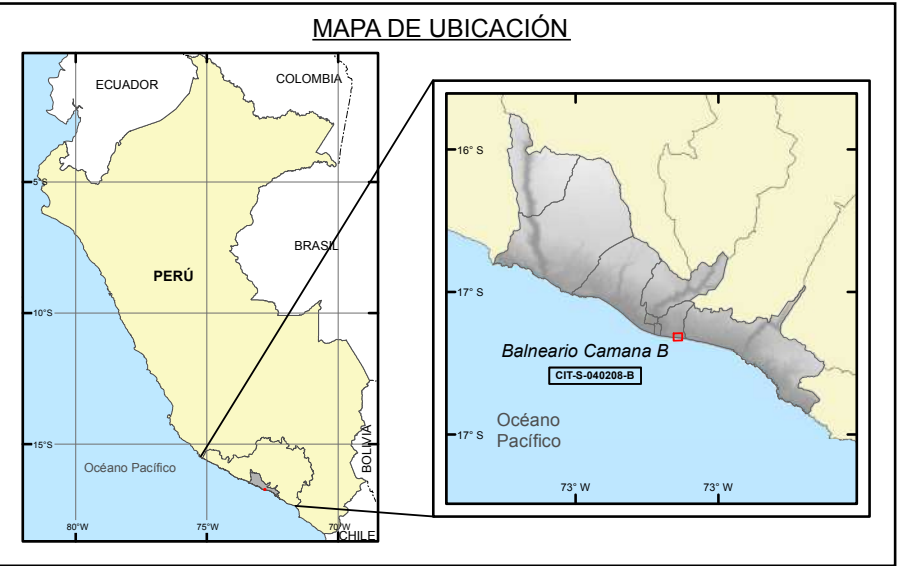 MAPA DE UBICACIÓN
ECUADOR
COLOMBIA
5°S
BRASIL
PERÚ
10°S
15°S
BOLIVIA
Océano Pacífico
80°W
75°W
70°W
CHILE
16° S
17° S
Balneario Camana B
CIT-S-040208-B
Océano
Pacífico
17° S
73° W
73° W